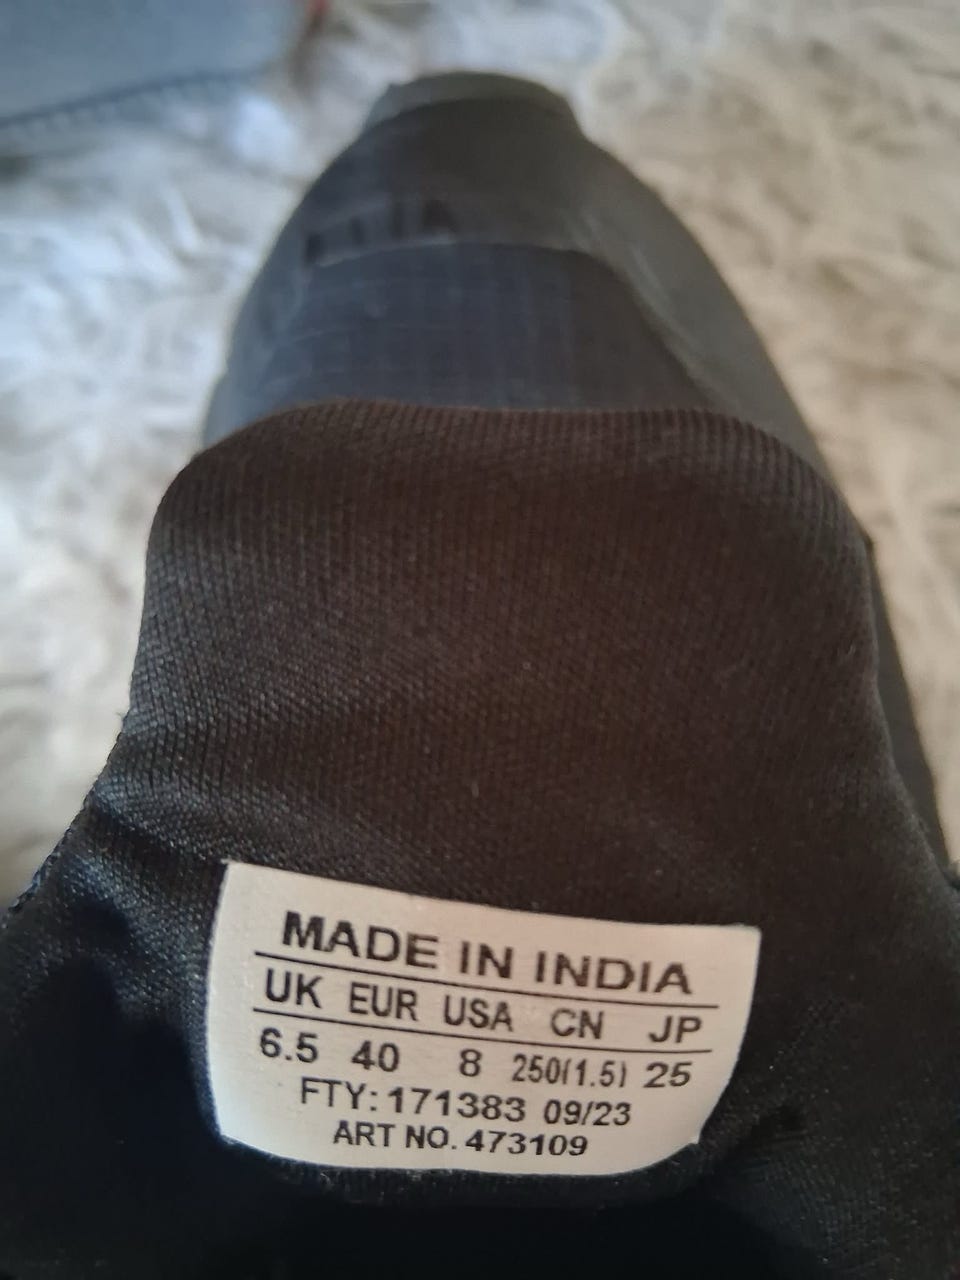 MADE IN INDIA
UK EUR USA CN JP
6.5 40 8 250(1.5) 25
FTY: 171383 09/23
ART NO. 473109